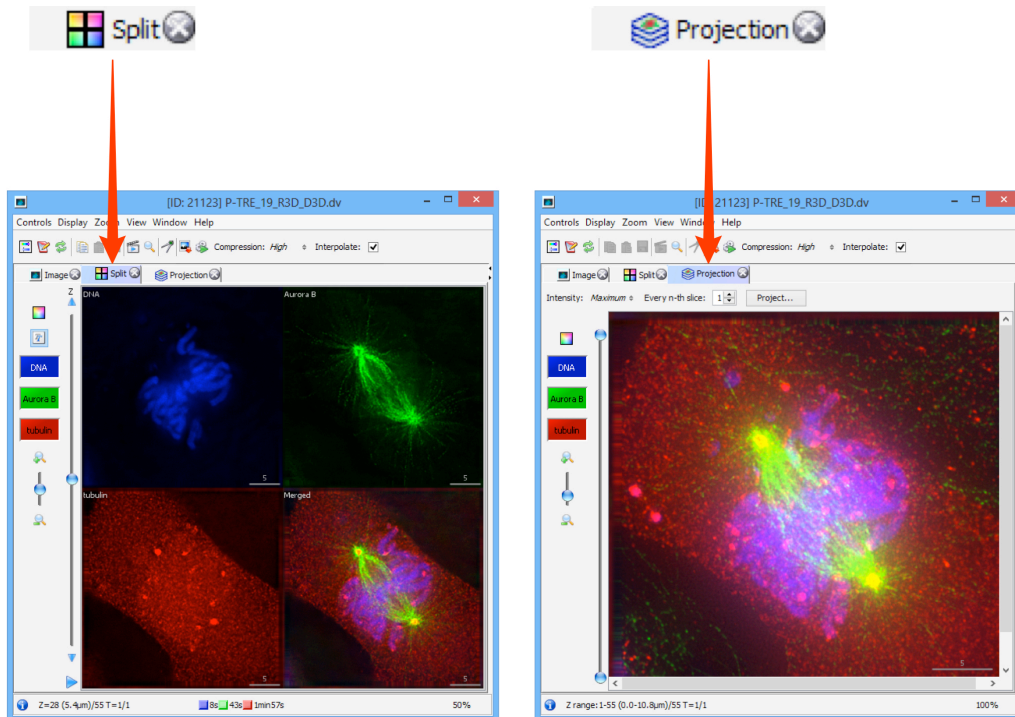 Split
Projection
[ID: 21123] P-TRE_19_R3D_D3D.dv
Controls Display Zoom View Window Help
Compression: High Interpolate:
Image Split Projection
Z
DNA
Aurora B
tubulin
DNA
Aurora B
5
5
tubulin
Merged
5
5
Z=28 (5.4µm)/55 T=1/1
8s 43s 1min57s
50%
[ID: 21123] P-TRE_19_R3D_D3D.dv
Controls Display Zoom View Window Help
Compression: High Interpolate:
Image Split Projection
Intensity: Maximum Every n-th slice: 1 Project...
DNA
Aurora B
tubulin
5
Z range:1-55 (0.0-10.8µm)/55 T=1/1
100%